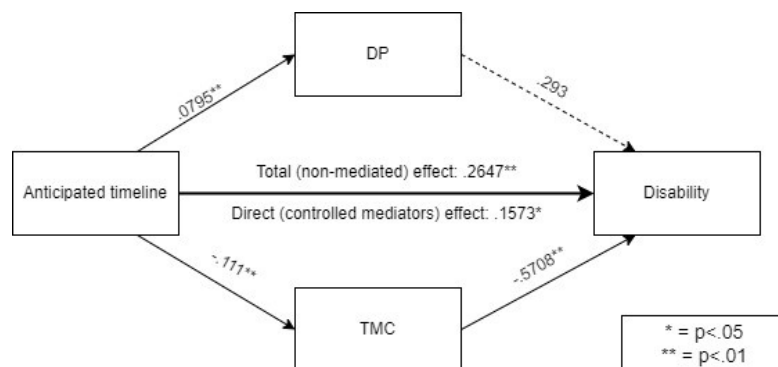 DP
.0795**
.293
Total (non-mediated) effect: .2647**
Anticipated timeline
Disability
Direct (controlled mediators) effect: .1573*
-.111**
-.5708**
TMC
* = p<.05
** = p<.01